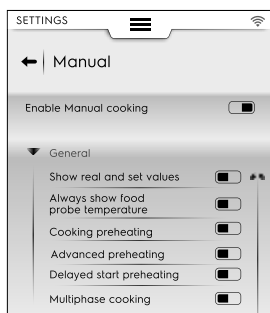 SETTINGS
Manual
Enable Manual cooking
General
Show real and set values
Always show food
probe temperature
Cooking preheating
Advanced preheating
Delayed start preheating
Multiphase cooking